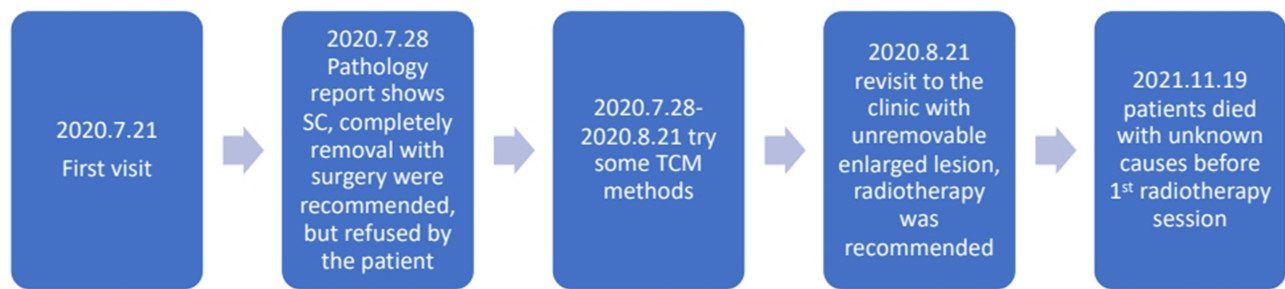 2020.7.21
First visit
2020.7.28
Pathology
report shows
SC, completely
removal with
surgery were
recommended,
but refused by
the patient
2020.7.28-
2020.8.21 try
some TCM
methods
2020.8.21
revisit to the
clinic with
unremovable
enlarged lesion,
radiotherapy
was
recommended
2021.11.19
patients died
with unknown
causes before
1st radiotherapy
session